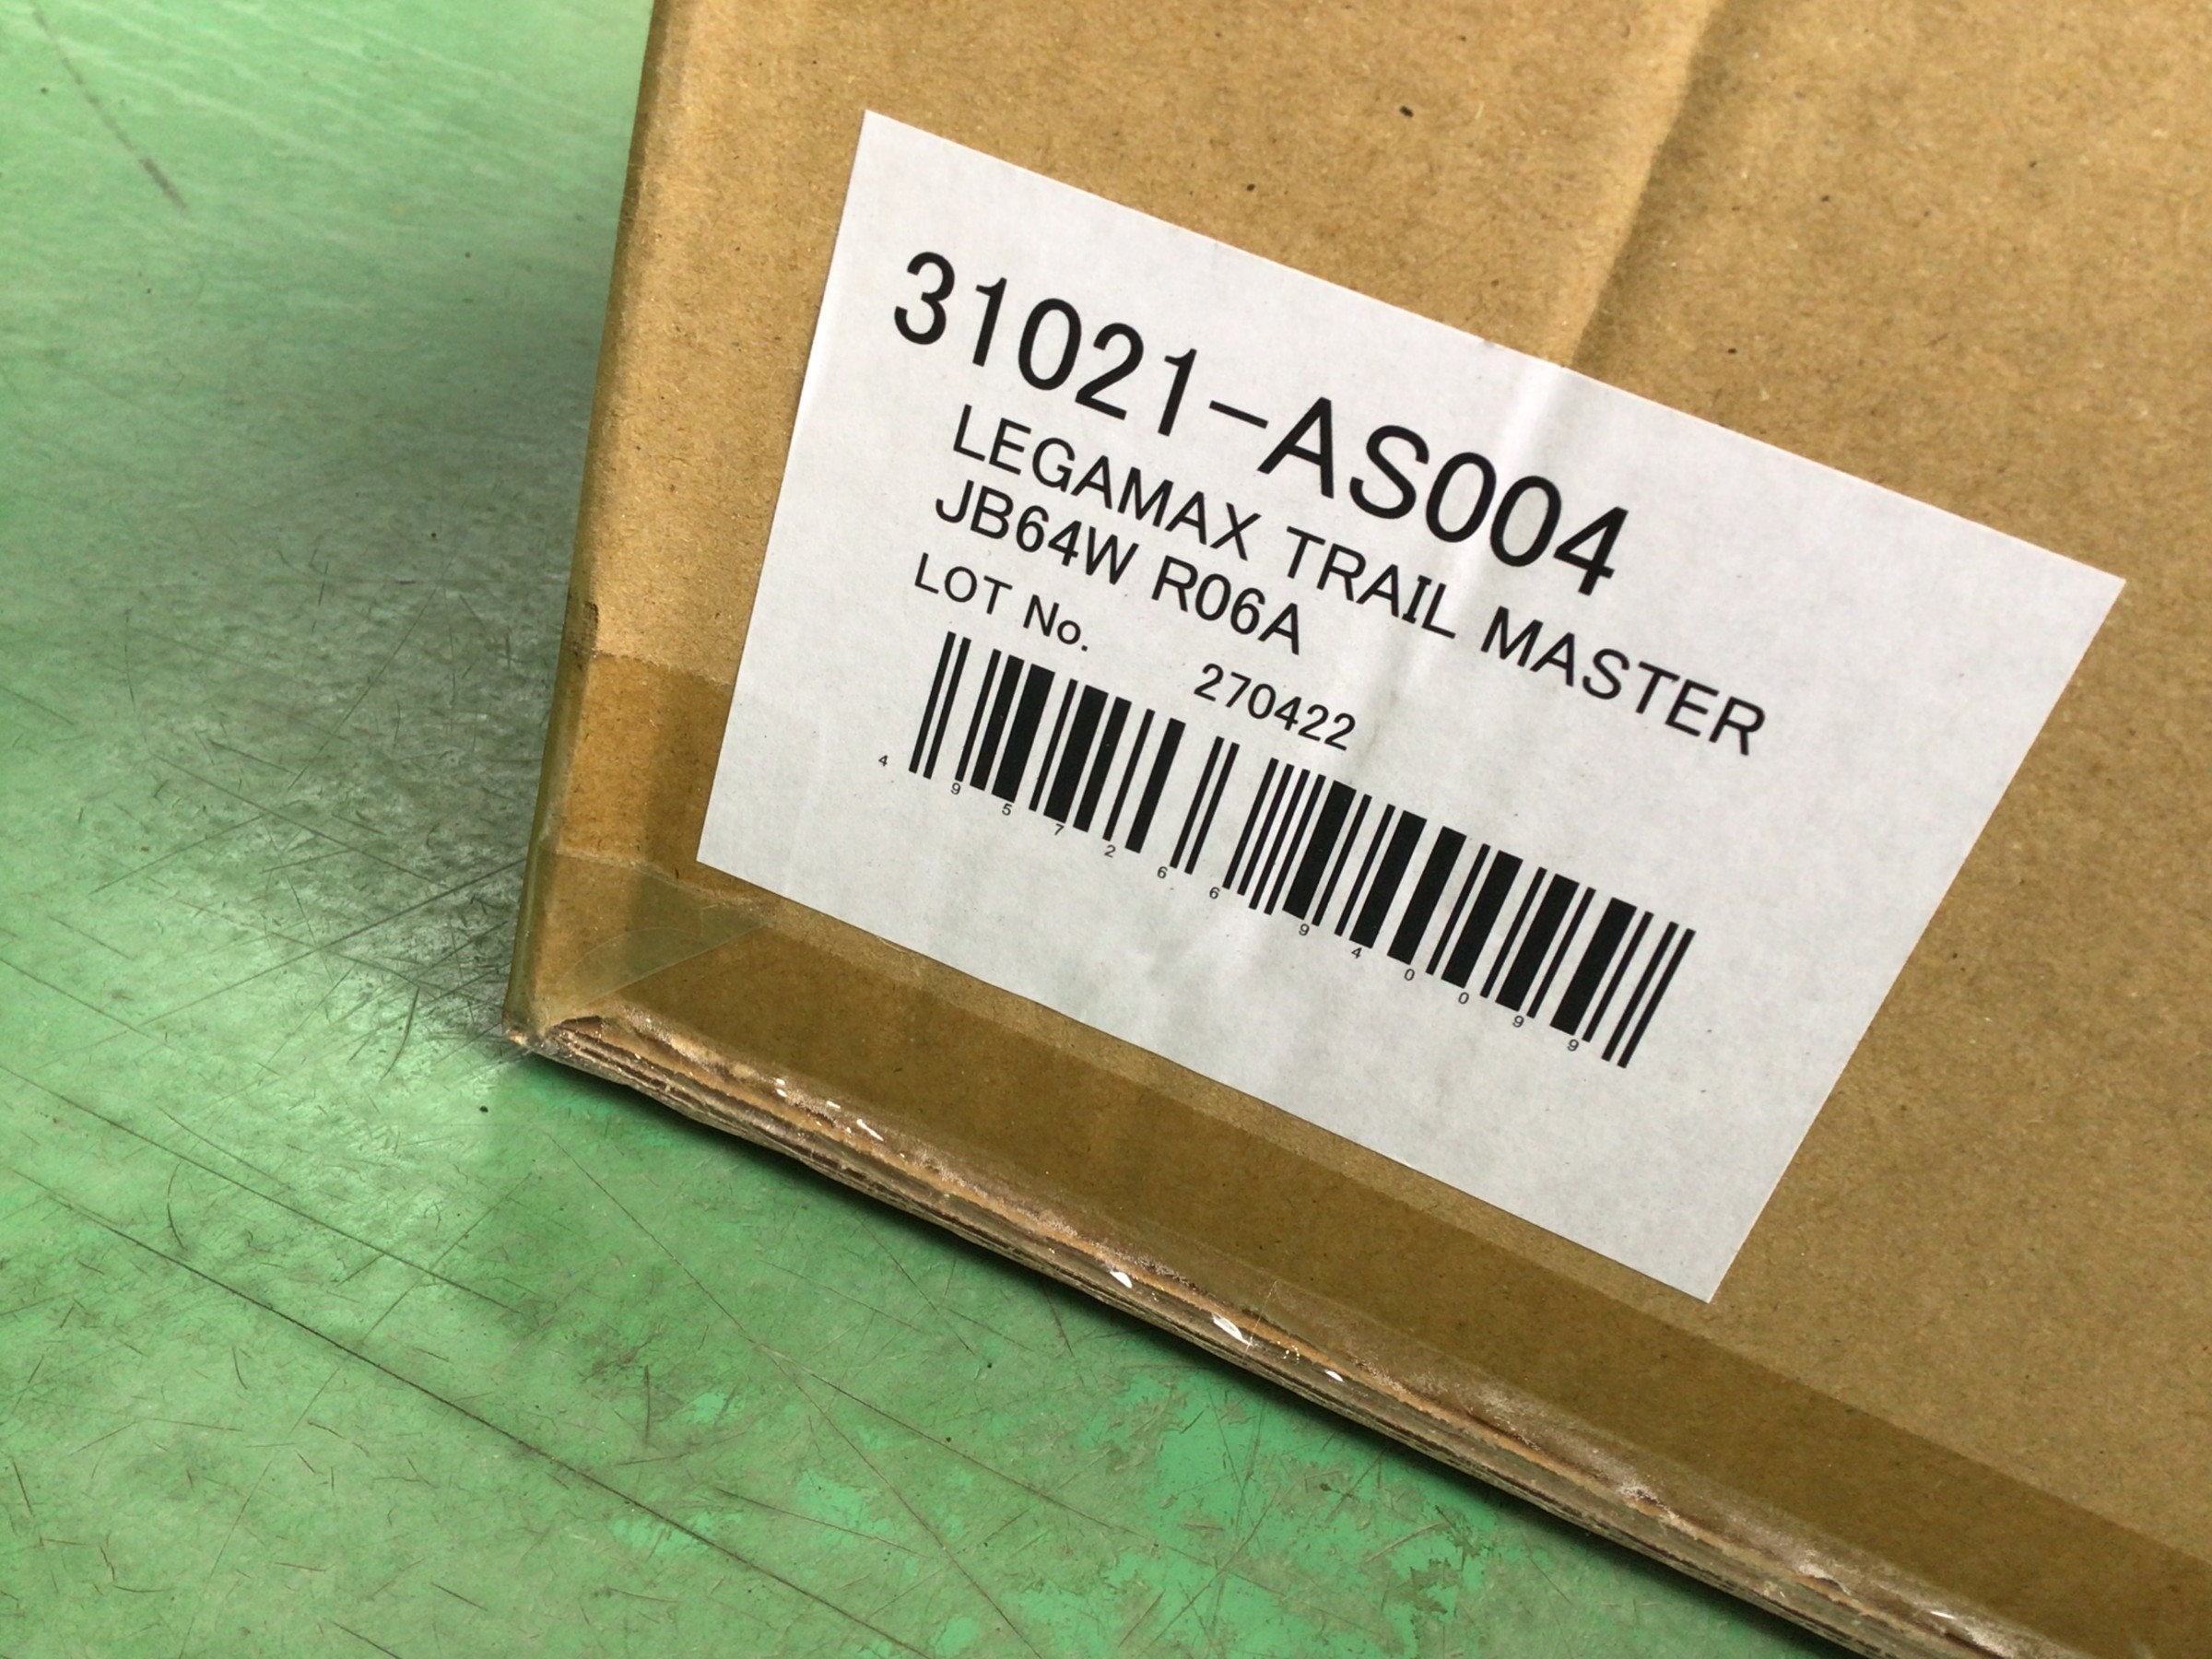 31021-AS004
LEGAMAX TRAIL MASTER
JB64W R06A
LOT No. 270422
4957266940099